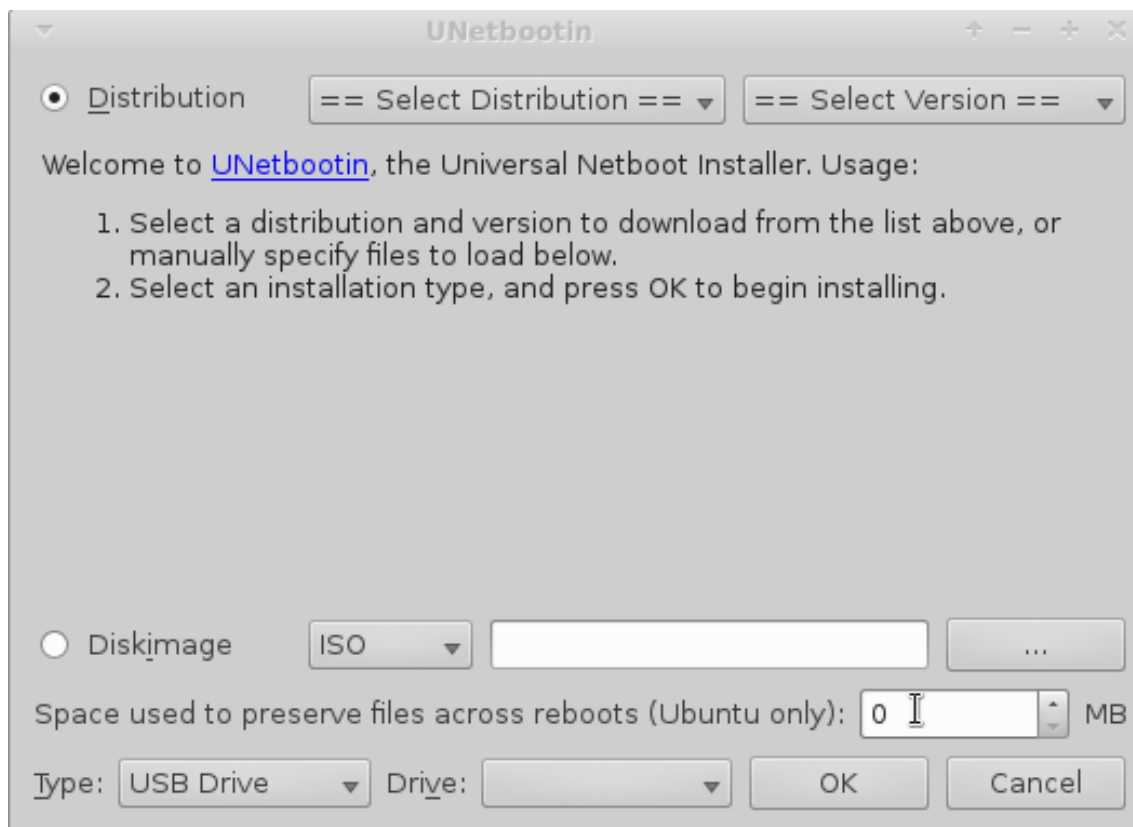 UNetbootin
Distribution == Select Distribution == == Select Version ==
Welcome to UNetbootin, the Universal Netboot Installer. Usage:
1. Select a distribution and version to download from the list above, or
manually specify files to load below.
2. Select an installation type, and press OK to begin installing.
Diskimage ISO ...
Space used to preserve files across reboots (Ubuntu only): 0 MB
Type: USB Drive Drive: OK Cancel